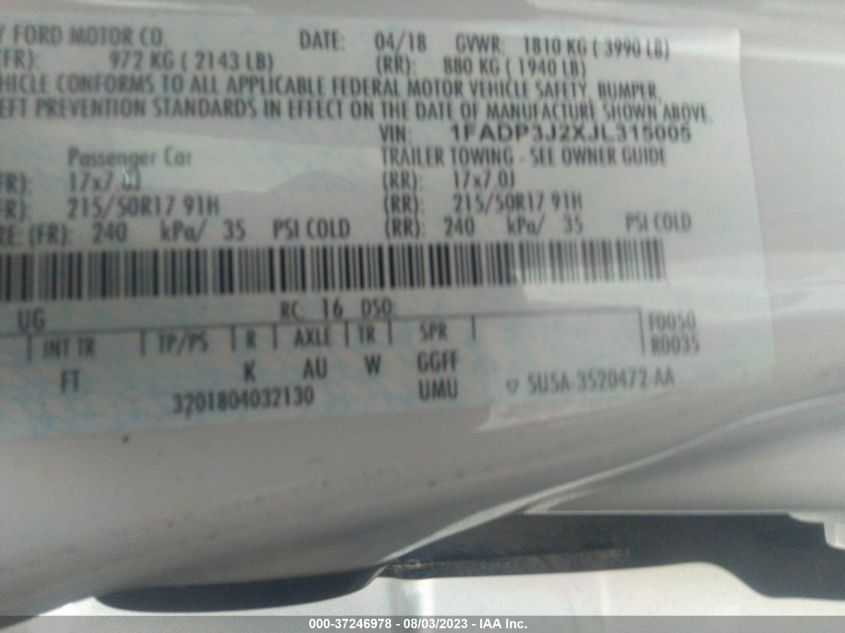 Y FORD MOTOR CO. DATE: 04/18 GVWR: 1810 KG ( 3990 LB)
(FR): 972 KG ( 2143 LB) (RR): 880 KG ( 1940 LB)
HICLE CONFORMS TO ALL APPLICABLE FEDERAL MOTOR VEHICLE SAFETY, BUMPER,
EFT PREVENTION STANDARDS IN EFFECT ON THE DATE OF MANUFACTURE SHOWN ABOVE.
VIN: 1FADP3J2XJL315005
Passenger Car TRAILER TOWING - SEE OWNER GUIDE
FR): 17x7.0J (RR): 17x7.0J
FR): 215/50R17 91H (RR): 215/50R17 91H
RE: (FR): 240 kPa/ 35 PSI COLD (RR): 240 kPa/ 35 PSI COLD
UG RC: 16 DSO: F0050
INT TR TP/PS R AXLE TR SPR R0035
FT K AU W GGFF
3201804032130 UMU ▽ 5U5A-3520472-AA
000-37246978 - 08/03/2023 - IAA Inc.